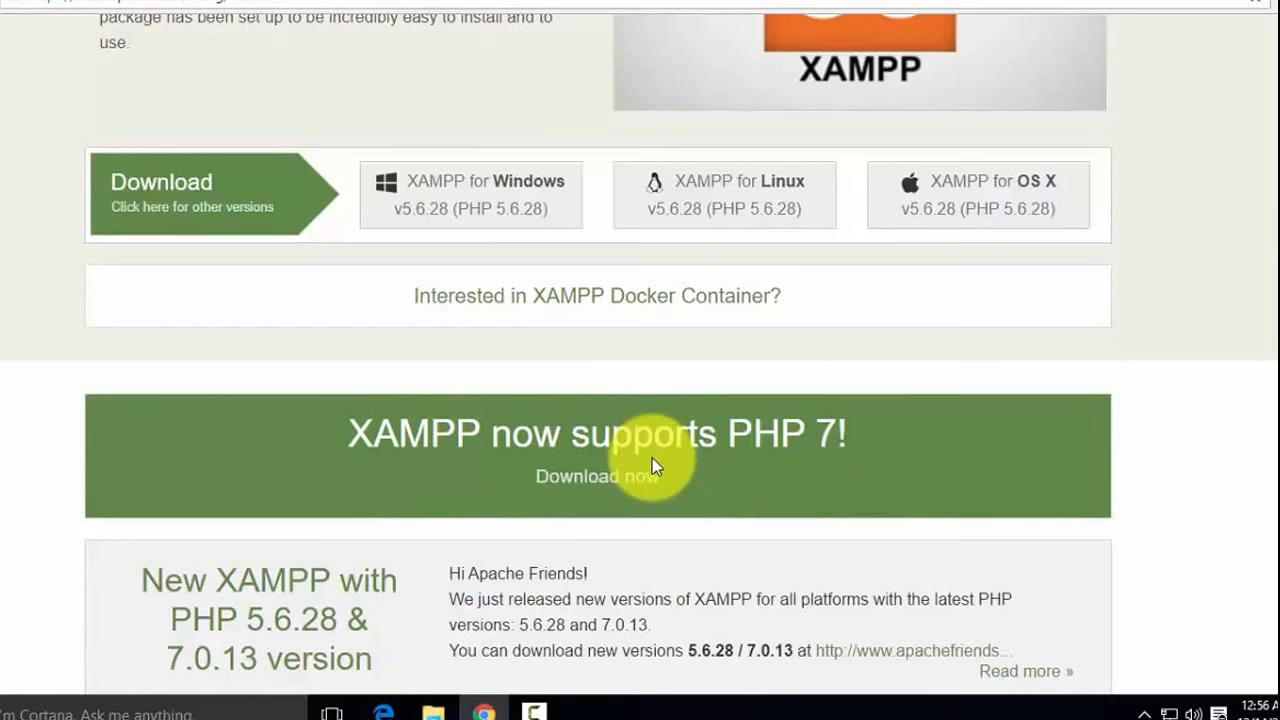 package has been set up to be incredibly easy to install and to
use.
XAMPP
Download
Click here for other versions
XAMPP for Windows
v5.6.28 (PHP 5.6.28)
XAMPP for Linux
v5.6.28 (PHP 5.6.28)
XAMPP for OS X
v5.6.28 (PHP 5.6.28)
Interested in XAMPP Docker Container?
XAMPP now supports PHP 7!
Download now
New XAMPP with
PHP 5.6.28 &
7.0.13 version
Hi Apache Friends!
We just released new versions of XAMPP for all platforms with the latest PHP
versions: 5.6.28 and 7.0.13.
You can download new versions 5.6.28 / 7.0.13 at http://www.apachefriends...
Read more »
'm Cortana. Ask me anything.
12:56 A